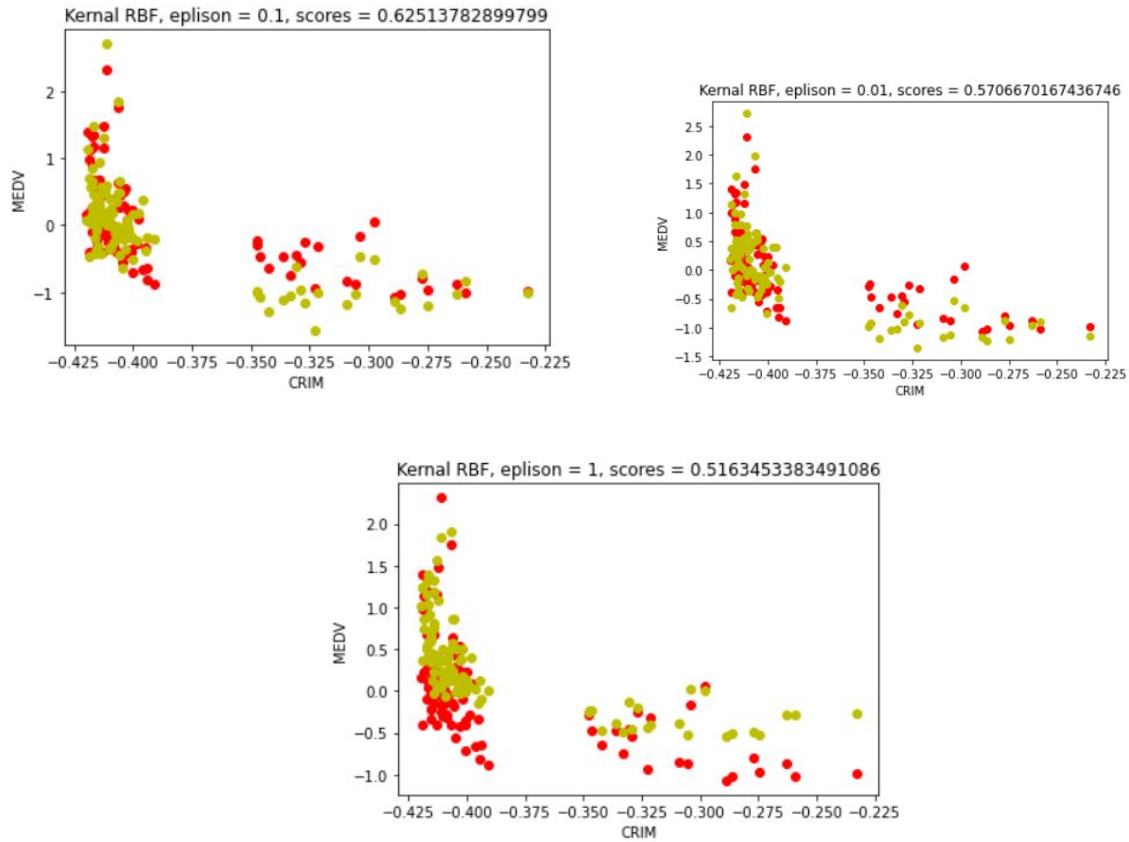 Kernal RBF, eplison = 0.1, scores = 0.62513782899799
2
1
0
−1
MEDV
−0.425 −0.400 −0.375 −0.350 −0.325 −0.300 −0.275 −0.250 −0.225
CRIM
Kernal RBF, eplison = 0.01, scores = 0.5706670167436746
2.5
2.0
1.5
1.0
0.5
0.0
−0.5
−1.0
−1.5
MEDV
−0.425 −0.400 −0.375 −0.350 −0.325 −0.300 −0.275 −0.250 −0.225
CRIM
Kernal RBF, eplison = 1, scores = 0.5163453383491086
2.0
1.5
1.0
0.5
0.0
−0.5
−1.0
MEDV
−0.425 −0.400 −0.375 −0.350 −0.325 −0.300 −0.275 −0.250 −0.225
CRIM